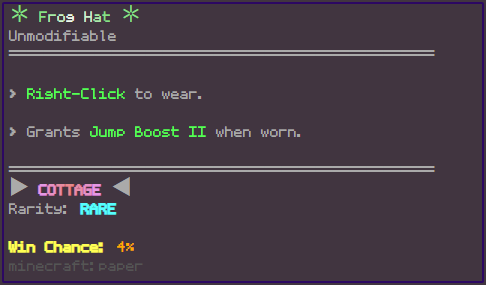 ✳ Frog Hat ✳
Unmodifiable
> Right-Click to wear.
> Grants Jump Boost II when worn.
▶ COTTAGE ◀
Rarity: RARE
Win Chance: 4%
minecraft:paper